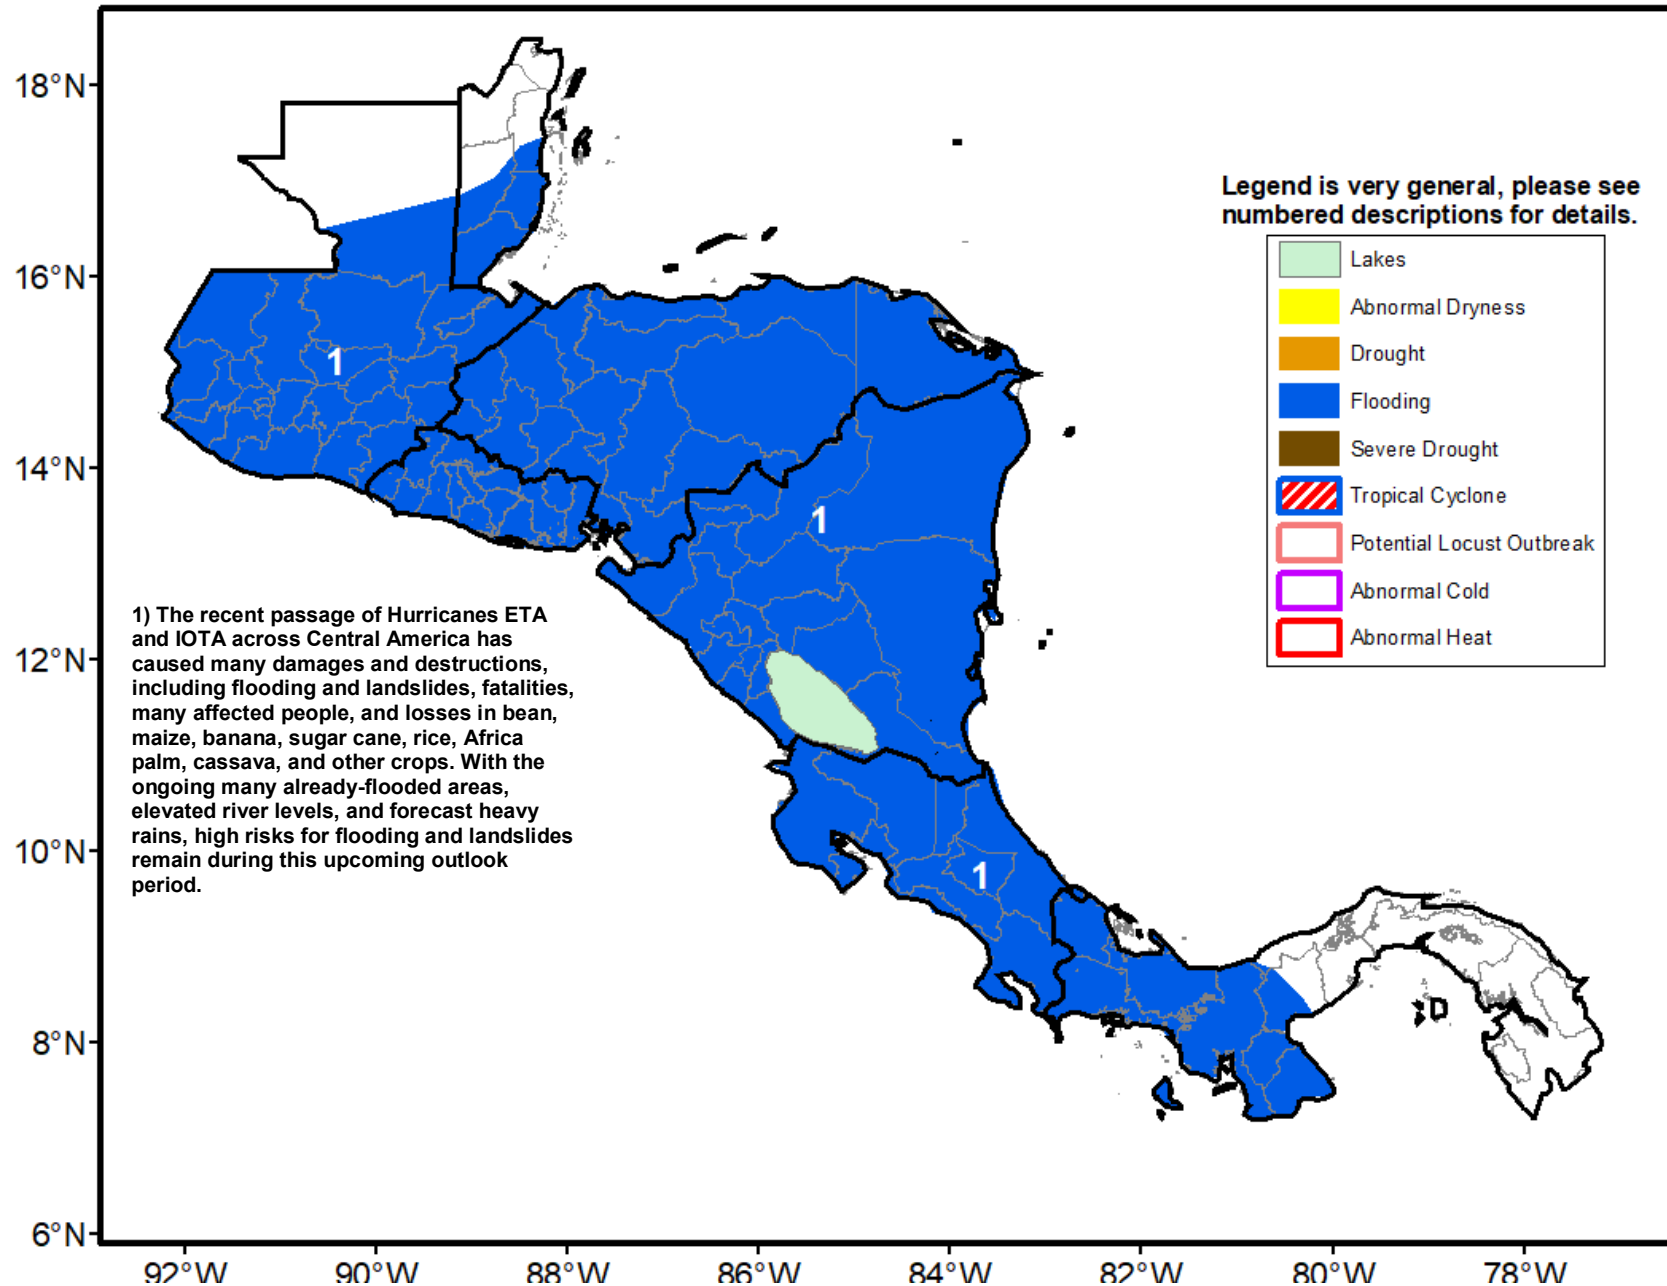 18°N
16°N
14°N
12°N
10°N
8°N
6°N
92°W
90°W
88°W
86°W
84°W
82°W
80°W
78°W
Legend is very general, please see
numbered descriptions for details.
Lakes
Abnormal Dryness
Drought
Flooding
Severe Drought
Tropical Cyclone
Potential Locust Outbreak
Abnormal Cold
Abnormal Heat
1
1
1
1) The recent passage of Hurricanes ETA
and IOTA across Central America has
caused many damages and destructions,
including flooding and landslides, fatalities,
many affected people, and losses in bean,
maize, banana, sugar cane, rice, Africa
palm, cassava, and other crops. With the
ongoing many already-flooded areas,
elevated river levels, and forecast heavy
rains, high risks for flooding and landslides
remain during this upcoming outlook
period.